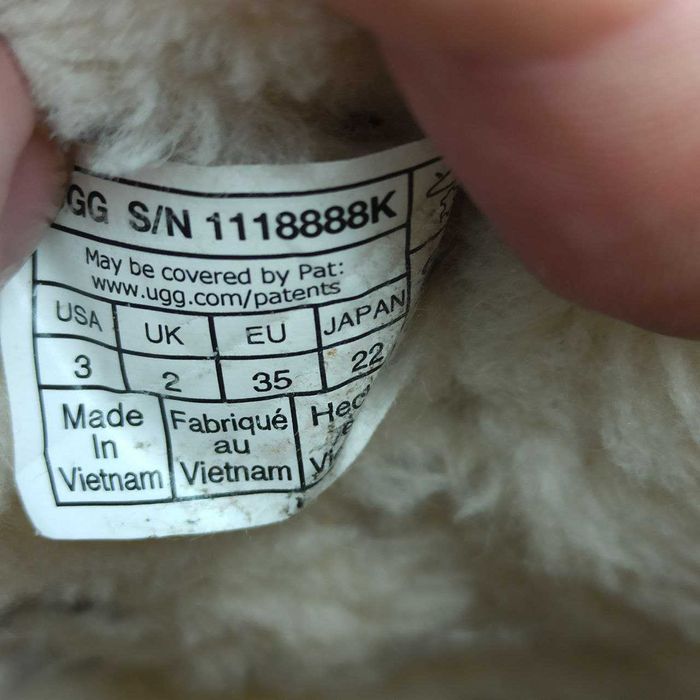 GG S/N 1118888K
May be covered by Pat:
www.ugg.com/patents
USA UK EU JAPAN
3 2 35 22
Made In Vietnam
Fabriqué au Vietnam